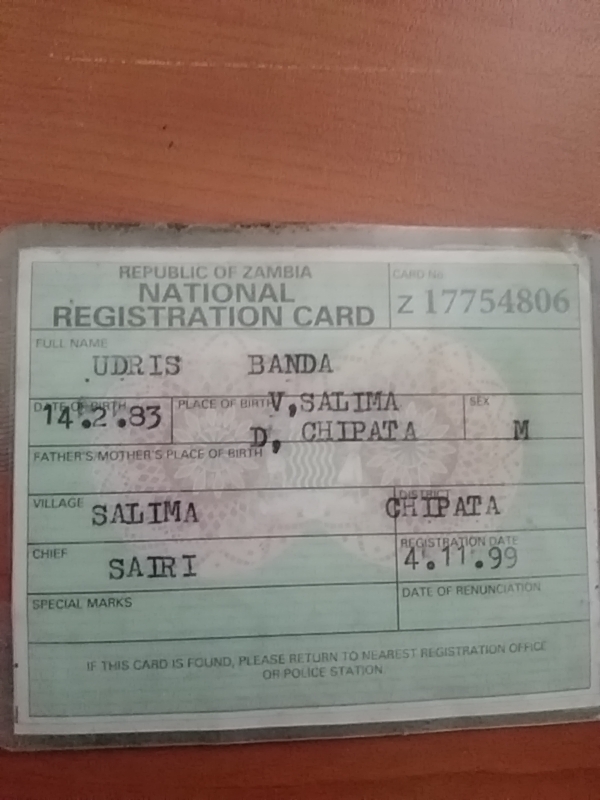 REPUBLIC OF ZAMBIA
NATIONAL
REGISTRATION CARD
CARD No.
Z 17754806
FULL NAME
UDRIS BANDA
DATE OF BIRTH
14.2.83
PLACE OF BIRTH
V, SALIMA
D, CHIPATA
SEX
M
FATHER'S/MOTHER'S PLACE OF BIRTH
VILLAGE
SALIMA
DISTRICT
CHIPATA
CHIEF
SAIRI
REGISTRATION DATE
4.11.99
SPECIAL MARKS
DATE OF RENUNCIATION
IF THIS CARD IS FOUND, PLEASE RETURN TO NEAREST REGISTRATION OFFICE
OR POLICE STATION.